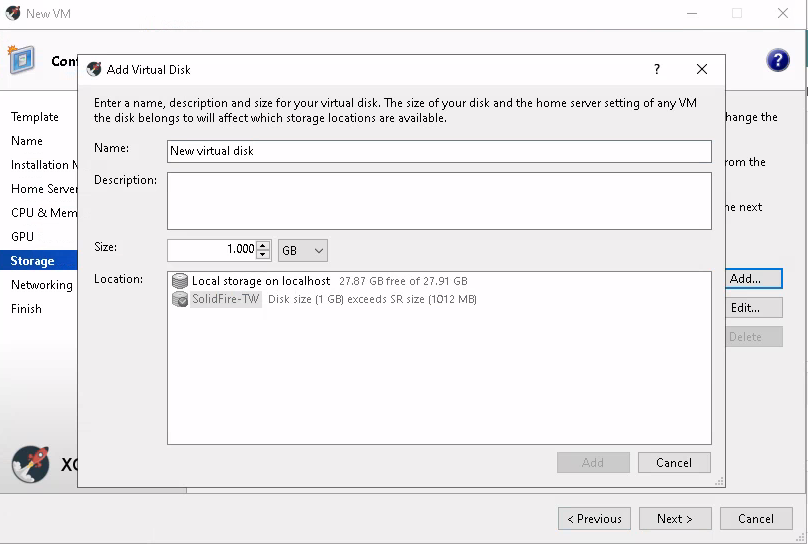 New VM
Con
?
Add Virtual Disk
?
Enter a name, description and size for your virtual disk. The size of your disk and the home server setting of any VM
the disk belongs to will affect which storage locations are available.
Template
Name
Installation M
Home Server
CPU & Mem
GPU
Storage
Networking
Finish
Name:
New virtual disk
Description:
Size:
1.000
GB
Location:
Local storage on localhost 27.87 GB free of 27.91 GB
SolidFire-TW Disk size (1 GB) exceeds SR size (1012 MB)
hange the
rom the
he next
Add...
Edit...
Delete
Add
Cancel
XC
< Previous
Next >
Cancel